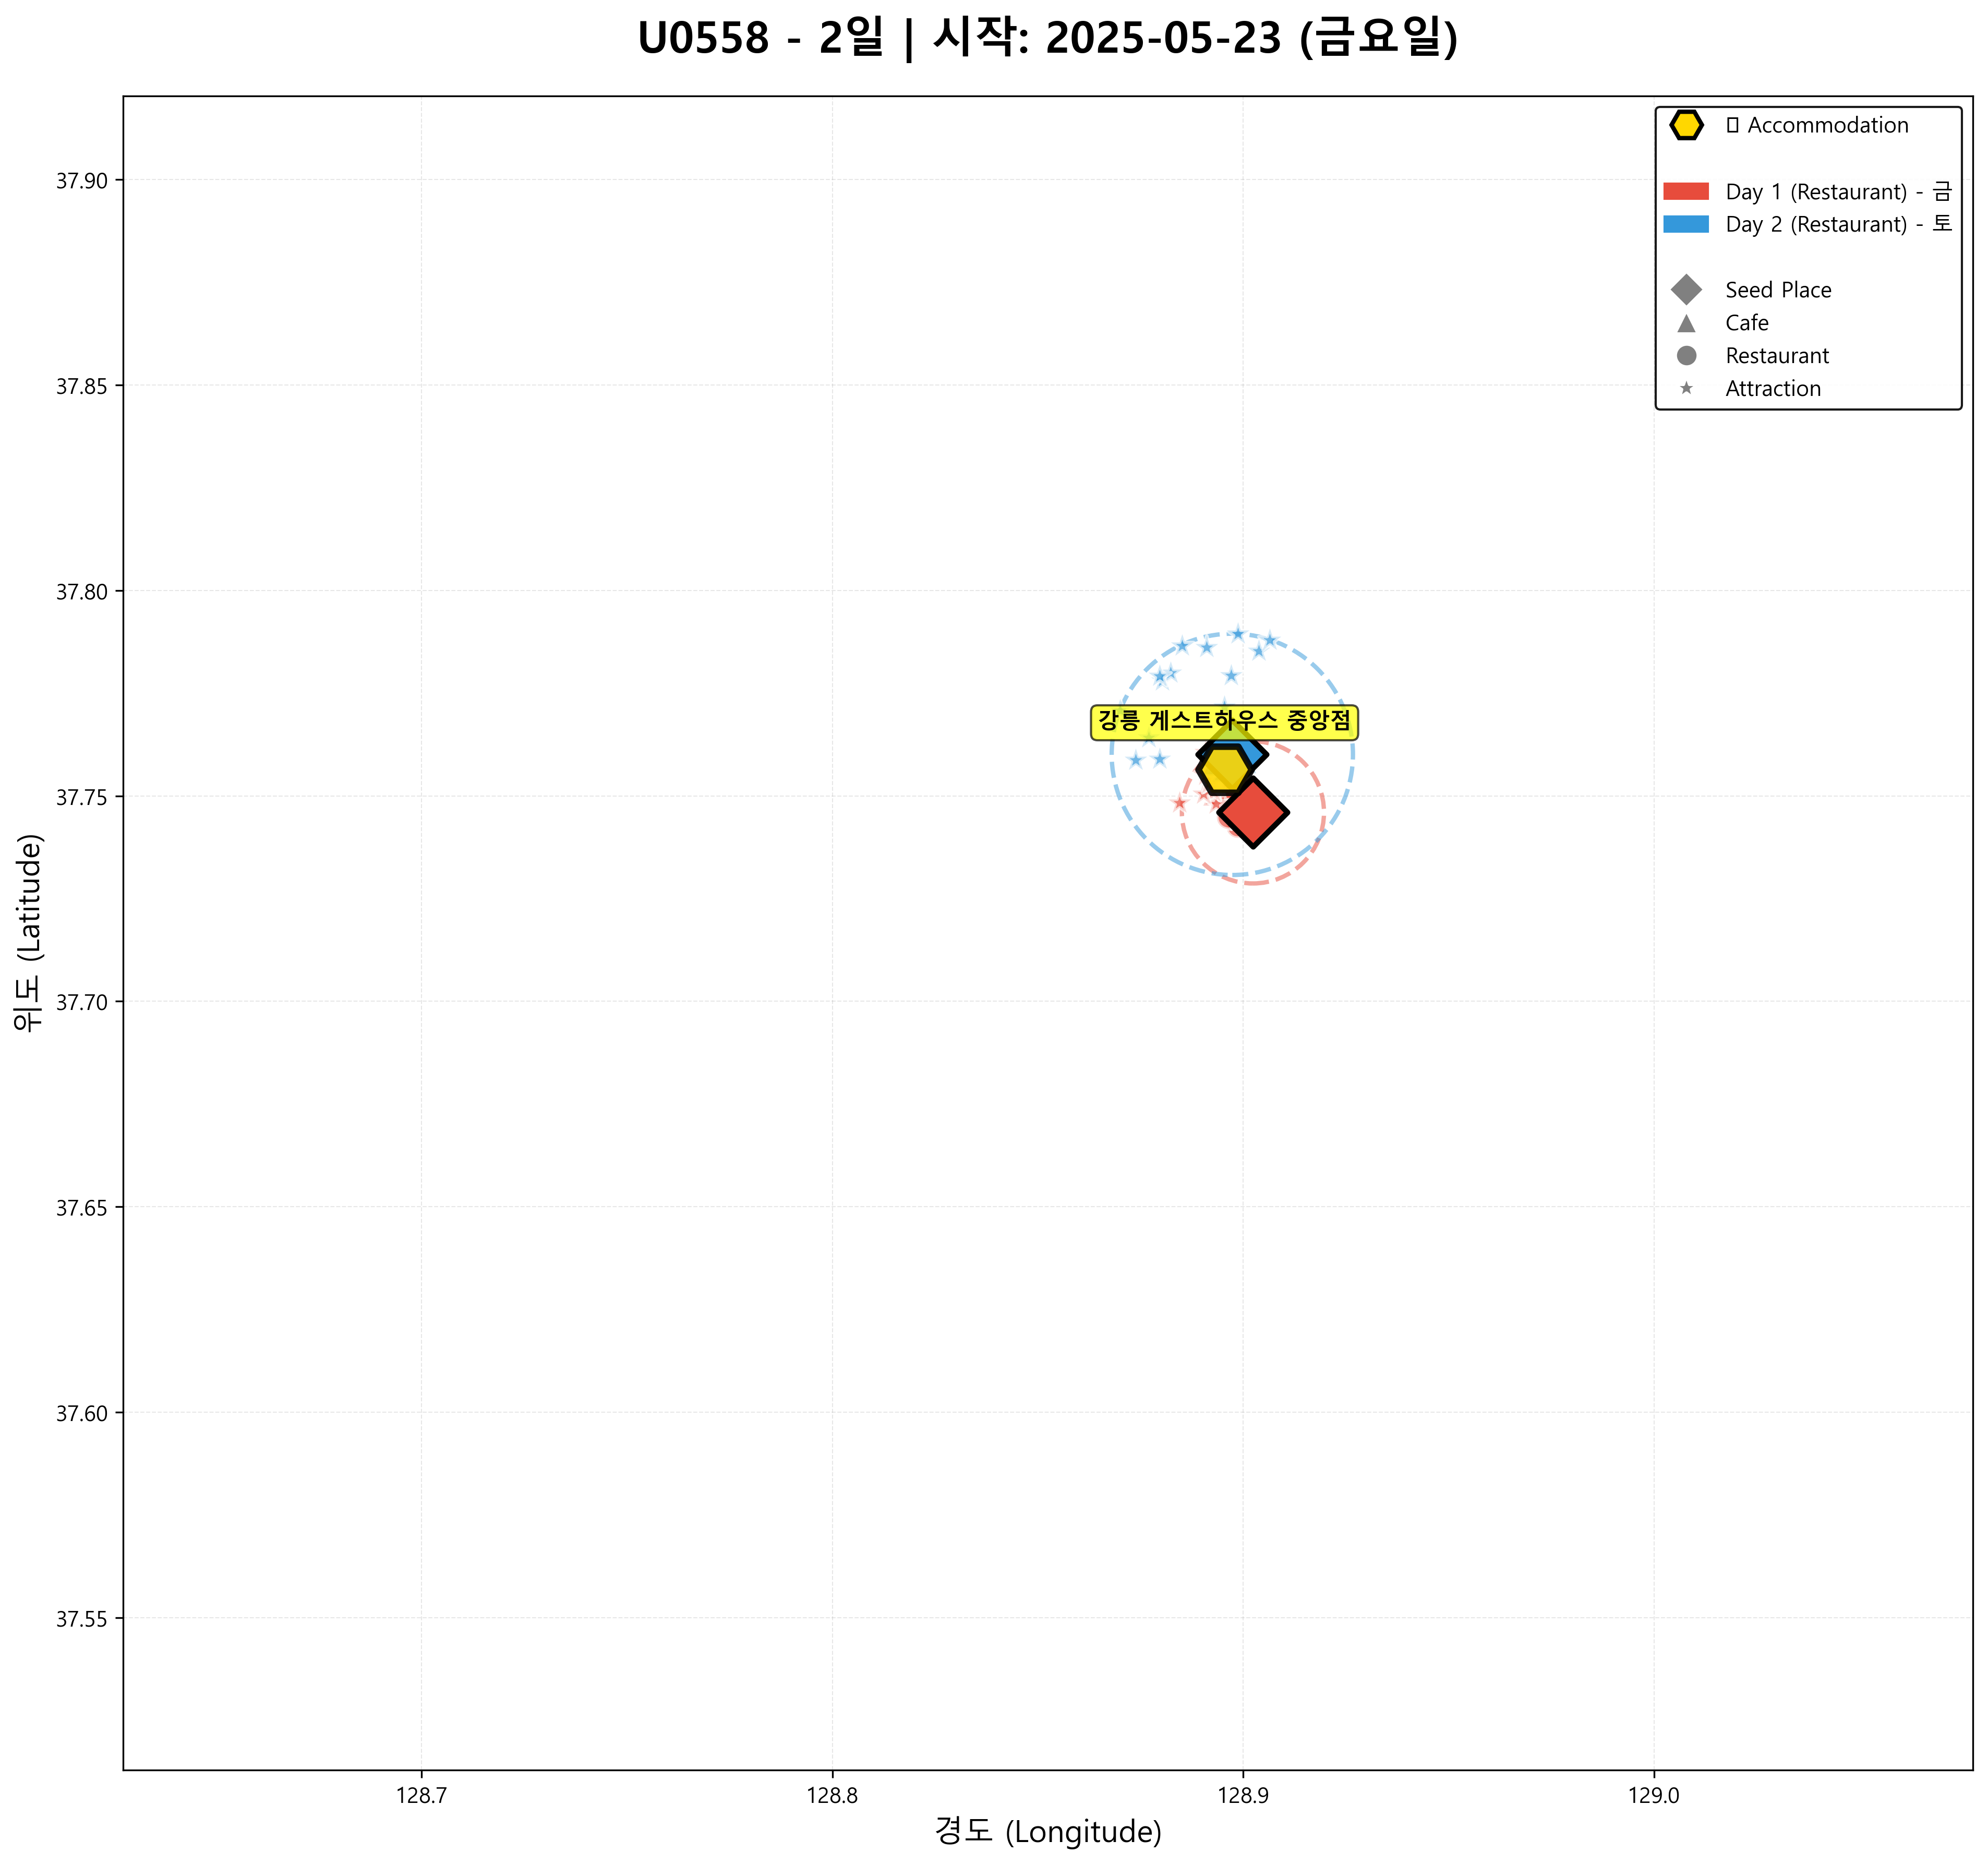 U0558 - 2일 | 시작: 2025-05-23 (금요일)
Accommodation
Day 1 (Restaurant) - 금
Day 2 (Restaurant) - 토
Seed Place
Cafe
Restaurant
Attraction
37.90
37.85
37.80
37.75
37.70
37.65
37.60
37.55
위도 (Latitude)
강릉 게스트하우스 중앙점
128.7
128.8
128.9
129.0
경도 (Longitude)